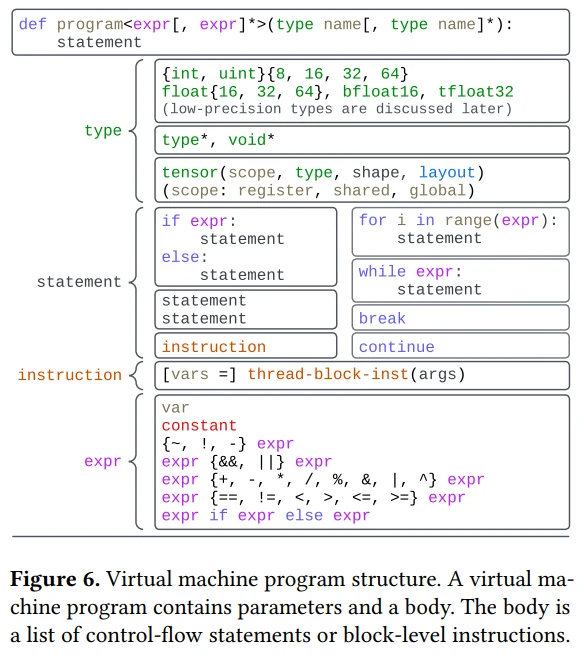 def program<expr[, expr]*>(type name[, type name]*):
    statement
type
{int, uint}{8, 16, 32, 64}
float{16, 32, 64}, bfloat16, tfloat32
(low-precision types are discussed later)
type*, void*
tensor(scope, type, shape, layout)
(scope: register, shared, global)
statement
if expr:
    statement
else:
    statement
statement
statement
instruction
for i in range(expr):
    statement
while expr:
    statement
break
continue
instruction
[vars =] thread-block-inst(args)
expr
var
constant
{~, !, -} expr
expr {&&, ||} expr
expr {+, -, *, /, %, &, |, ^} expr
expr {==, !=, <, >, <=, >=} expr
expr if expr else expr
Figure 6. Virtual machine program structure. A virtual ma-
chine program contains parameters and a body. The body is
a list of control-flow statements or block-level instructions.